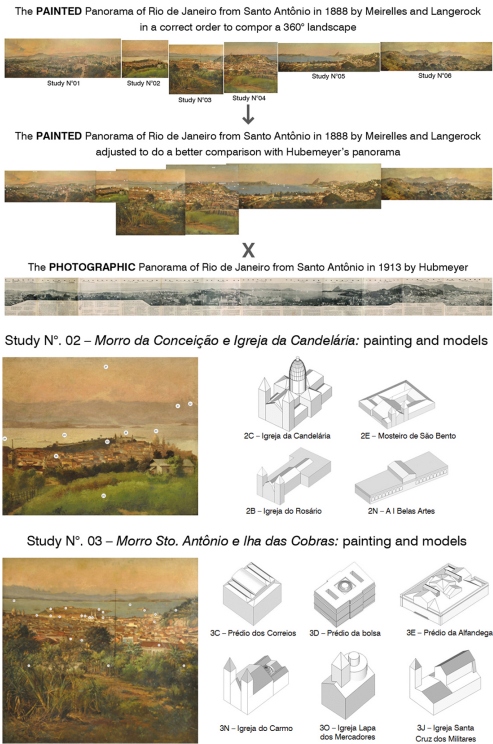 The PAINTED Panorama of Rio de Janeiro from Santo Antônio in 1888 by Meirelles and Langerock
in a correct order to compor a 360º landscape
Study N°01
Study N°02
Study N°03
Study N°04
Study N°05
Study N°06
The PAINTED Panorama of Rio de Janeiro from Santo Antônio in 1888 by Meirelles and Langerock
adjusted to do a better comparison with Hubemeyer's panorama
X
The PHOTOGRAPHIC Panorama of Rio de Janeiro from Santo Antônio in 1913 by Hubmeyer
Study N°. 02 – Morro da Conceição e Igreja da Candelária: painting and models
2C – Igreja da Candelária
2E – Mosteiro de São Bento
2B – Igreja do Rosário
2N – A I Belas Artes
Study N°. 03 – Morro Sto. Antônio e lha das Cobras: painting and models
3C – Prédio dos Correios
3D – Prédio da bolsa
3E – Prédio da Alfandega
3N – Igreja do Carmo
3O – Igreja Lapa
dos Mercadores
3J – Igreja Santa
Cruz dos Militares